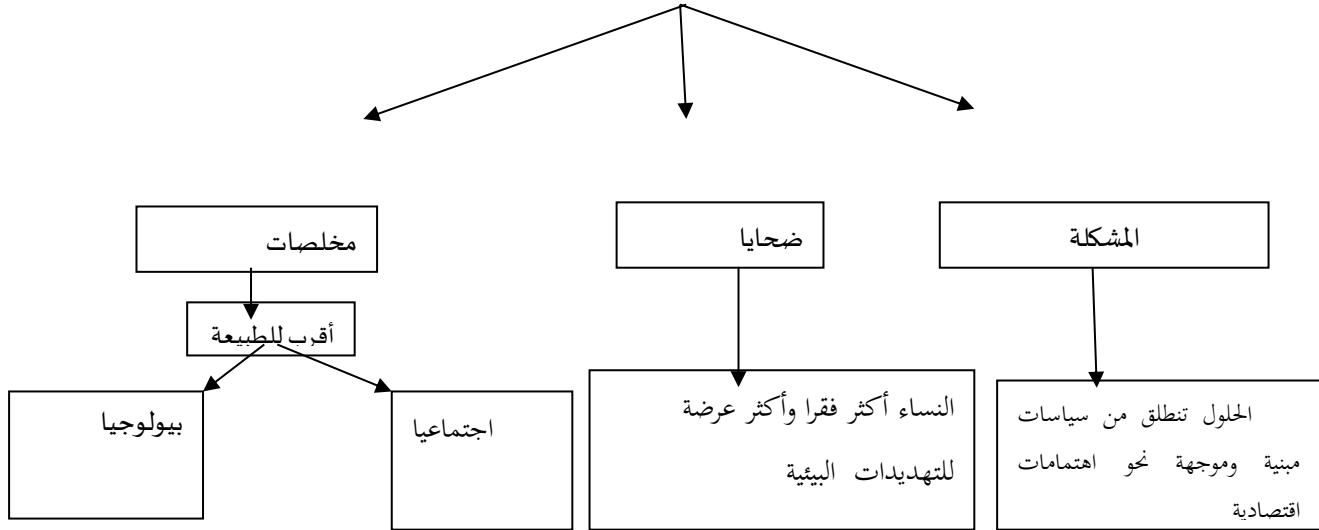 المشكلة
ضحايا
مخلصات
أقرب للطبيعة
الحلول تنطلق من سياسات
مبنية وموجهة نحو اهتمامات
اقتصادية
النساء أكثر فقرا وأكثر عرضة
للتهديدات البيئية
اجتماعيا
بيولوجيا